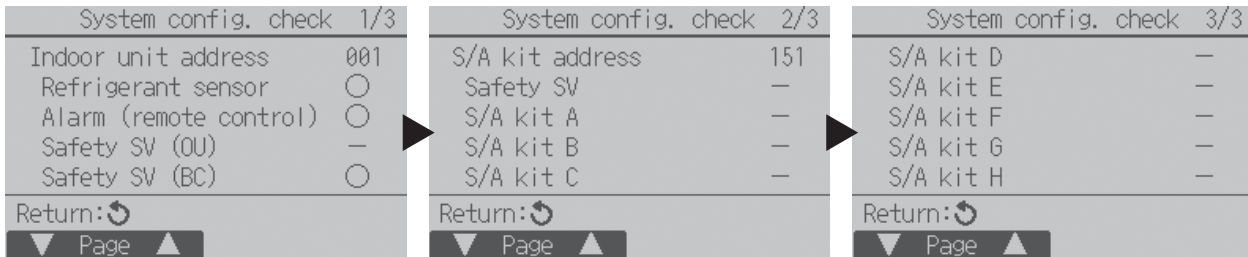 System config. check 1/3
Indoor unit address 001
Refrigerant sensor ○
Alarm (remote control) ○
Safety SV (OU) —
Safety SV (BC) ○
Return:
▼ Page ▲
System config. check 2/3
S/A kit address 151
Safety SV —
S/A kit A —
S/A kit B —
S/A kit C —
Return:
▼ Page ▲
System config. check 3/3
S/A kit D —
S/A kit E —
S/A kit F —
S/A kit G —
S/A kit H —
Return:
▼ Page ▲